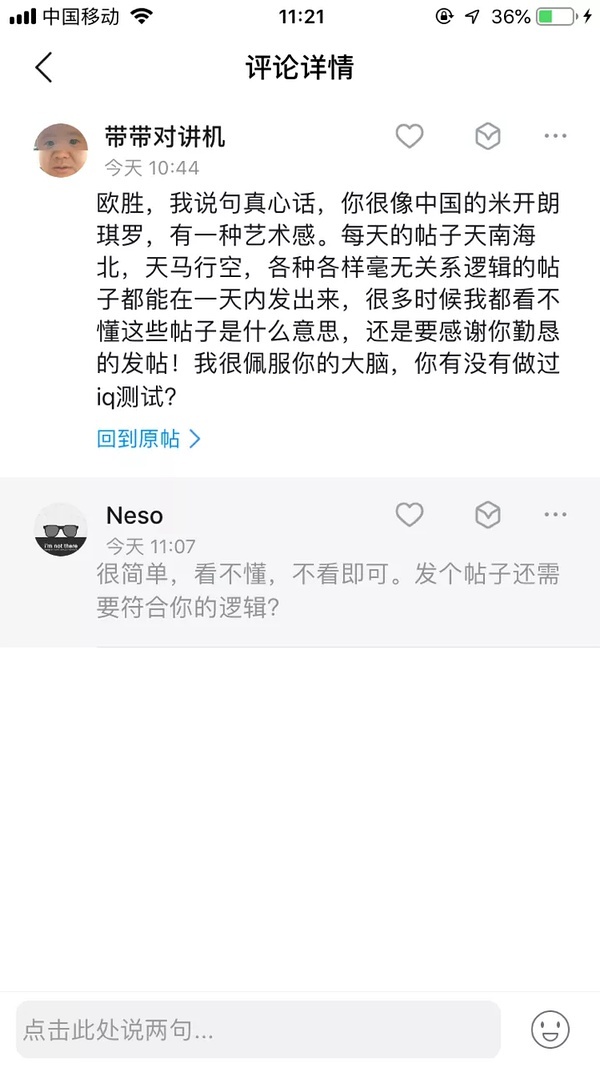 中国移动
11:21
36%
评论详情
带带对讲机
今天 10:44
欧胜，我说句真心话，你很像中国的米开朗
琪罗，有一种艺术感。每天的帖子天南海
北，天马行空，各种各样毫无关系逻辑的帖
子都能在一天内发出来，很多时候我都看不
懂这些帖子是什么意思，还是要感谢你勤恳
的发帖！我很佩服你的大脑，你有没有做过
iq测试？
回到原帖
Neso
i'm not there
今天 11:07
很简单，看不懂，不看即可。发个帖子还需
要符合你的逻辑？
点击此处说两句...